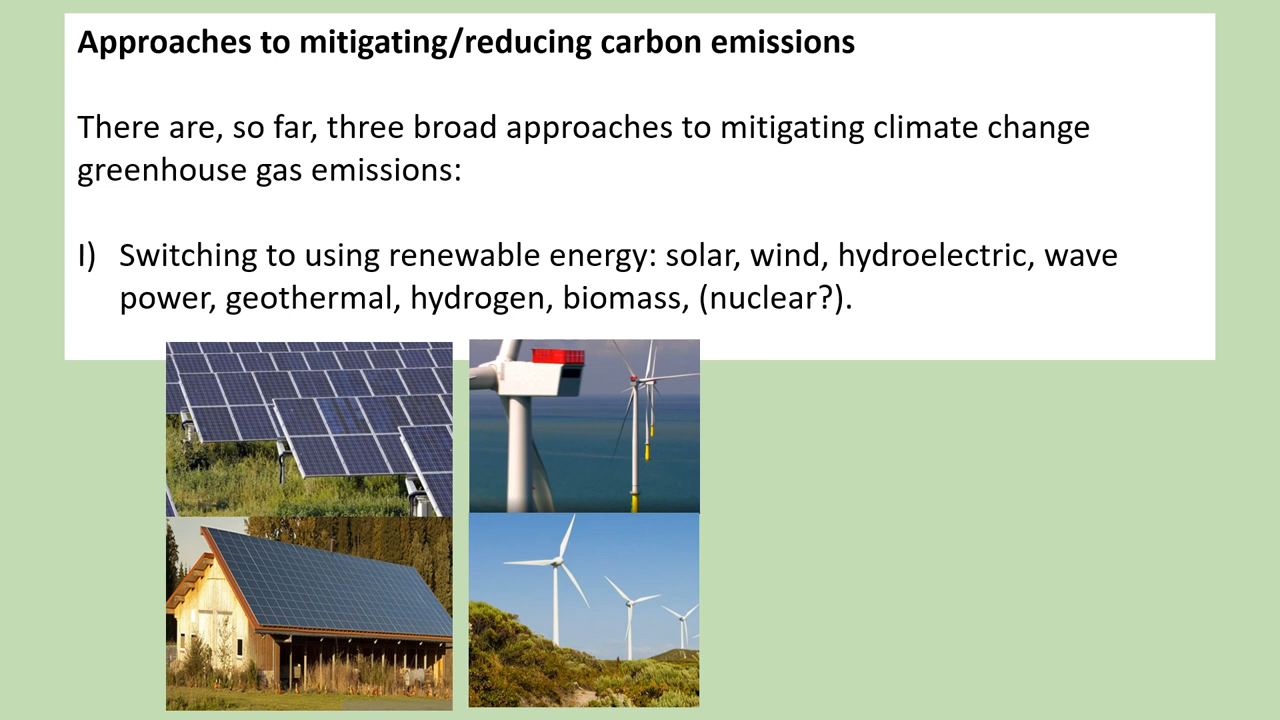 Approaches to mitigating/reducing carbon emissions
There are, so far, three broad approaches to mitigating climate change
greenhouse gas emissions:
I) Switching to using renewable energy: solar, wind, hydroelectric, wave
power, geothermal, hydrogen, biomass, (nuclear?).